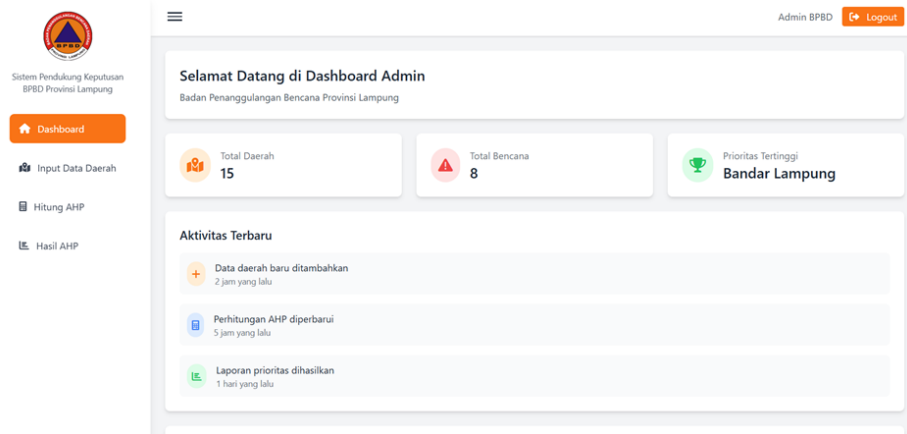 BPBD
Sistem Pendukung Keputusan
BPBD Provinsi Lampung
Dashboard
Input Data Daerah
Hitung AHP
Hasil AHP
Admin BPBD
Logout
Selamat Datang di Dashboard Admin
Badan Penanggulangan Bencana Provinsi Lampung
Total Daerah
15
Total Bencana
8
Prioritas Tertinggi
Bandar Lampung
Aktivitas Terbaru
Data daerah baru ditambahkan
2 jam yang lalu
Perhitungan AHP diperbarui
5 jam yang lalu
Laporan prioritas dihasilkan
1 hari yang lalu